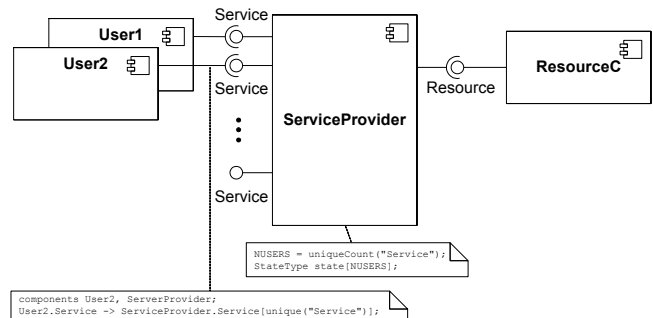 Service
User1
User2
Service
ServiceProvider
Service
Resource
ResourceC
NUSERS = uniqueCount("Service");
StateType state[NUSERS];
components User2, ServerProvider;
User2.Service -> ServiceProvider.Service[unique("Service")];